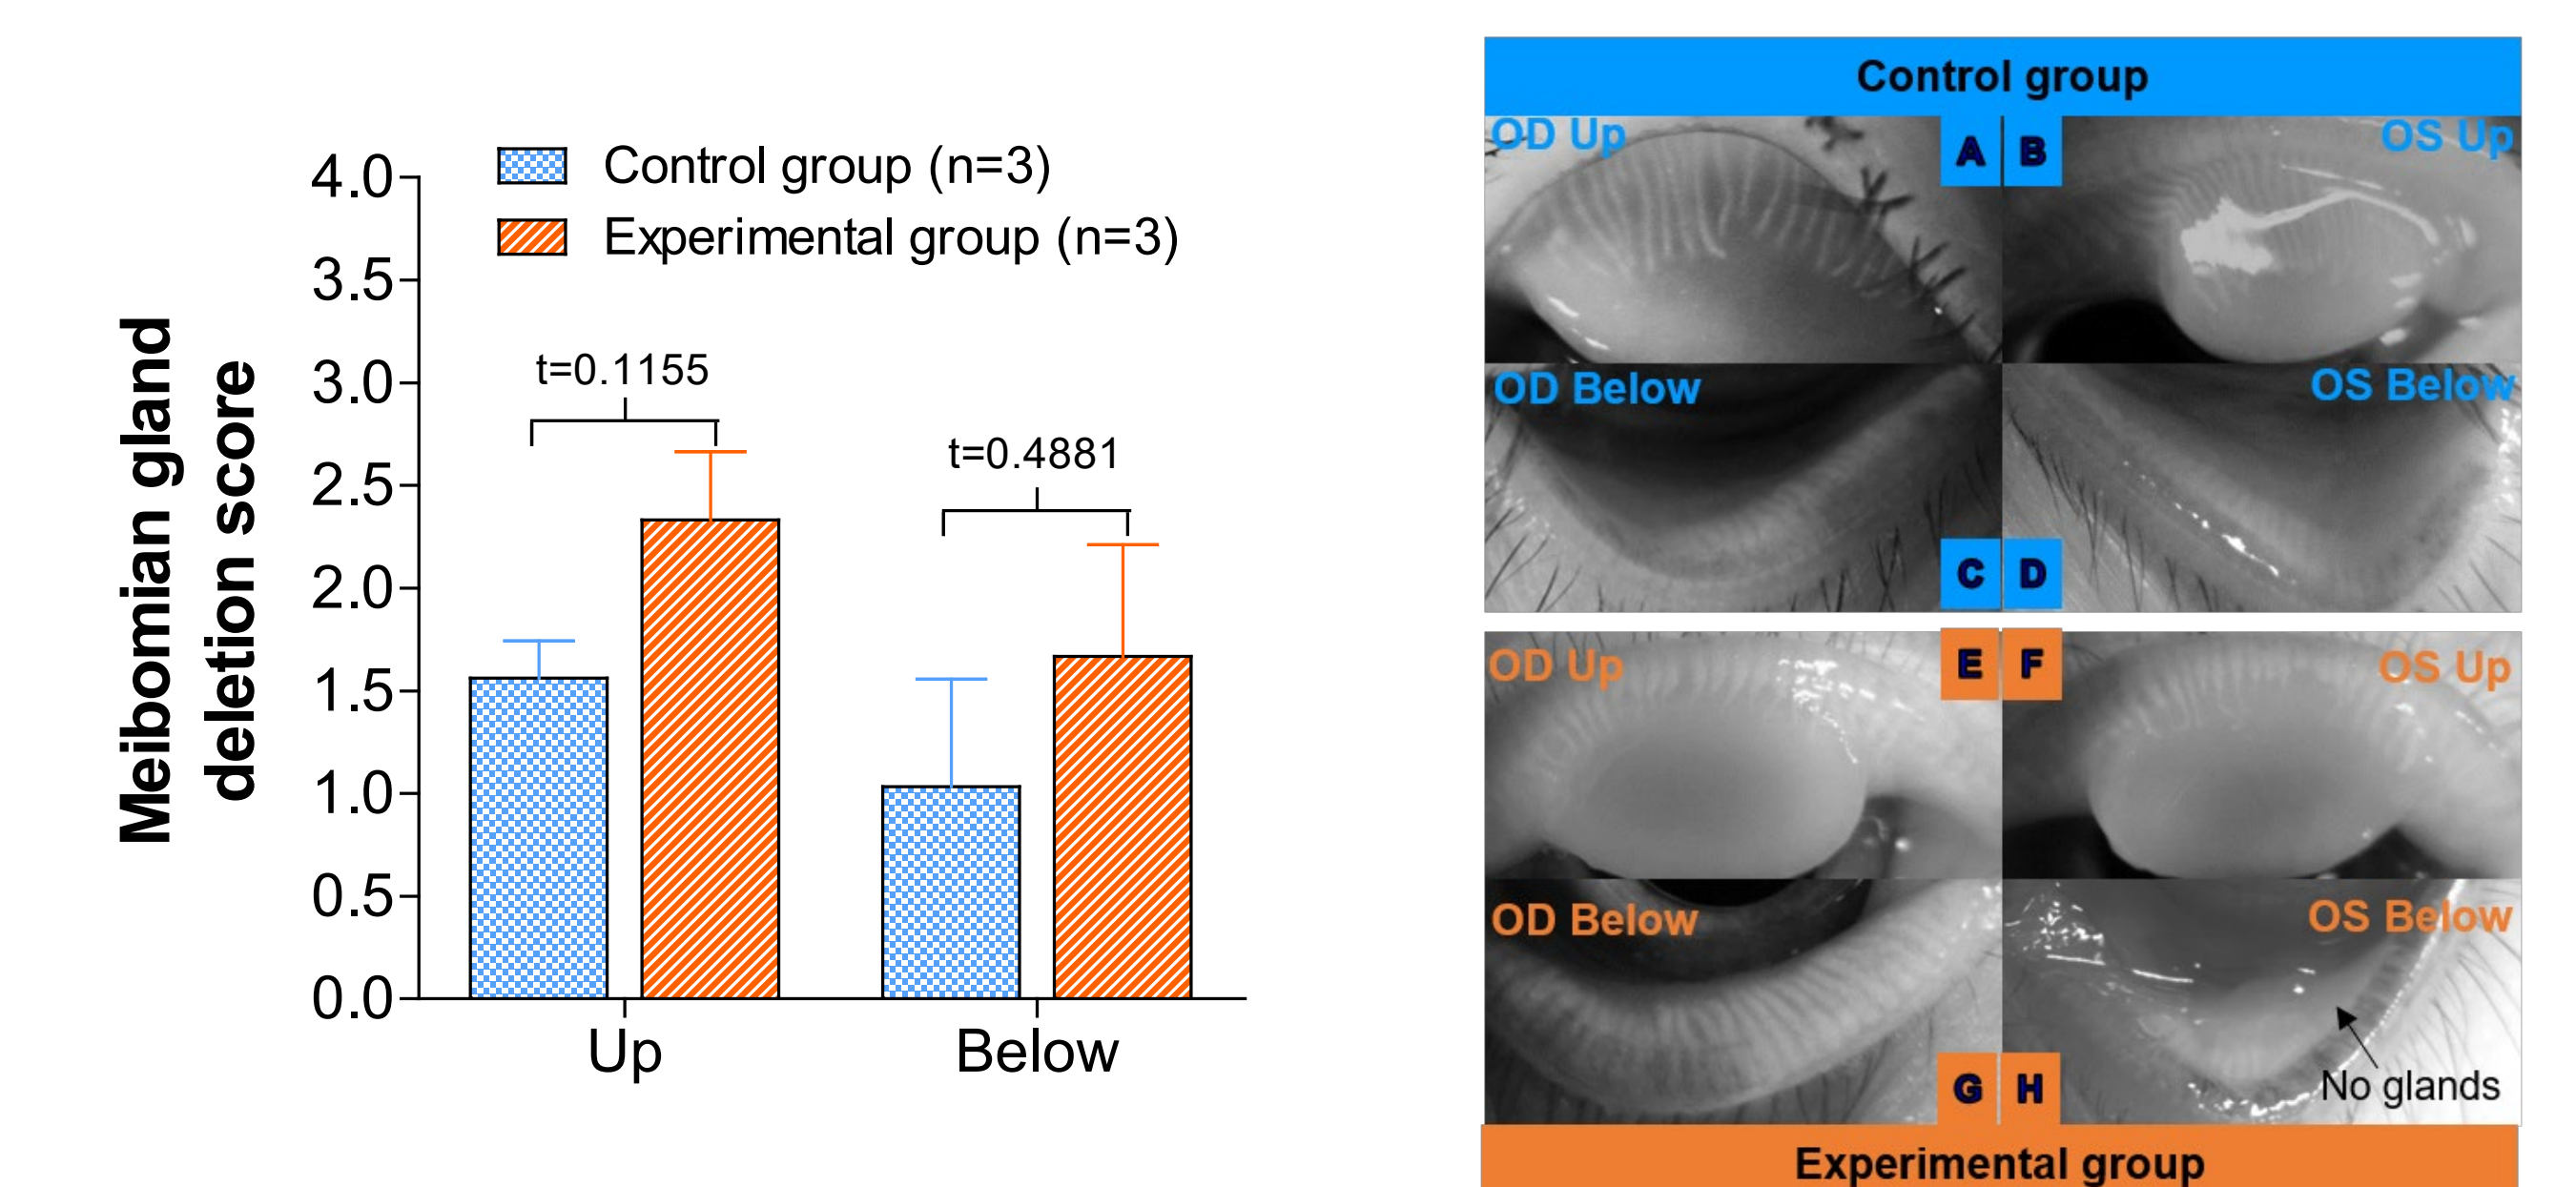 Meibomian gland
deletion score
4.0
3.5
3.0
2.5
2.0
1.5
1.0
0.5
0.0
Control group (n=3)
Experimental group (n=3)
t=0.1155
t=0.4881
Up
Below
Control group
OD Up
A
B
OS Up
OD Below
OS Below
C
D
OD Up
E
F
OS Up
OD Below
OS Below
G
H
No glands
Experimental group